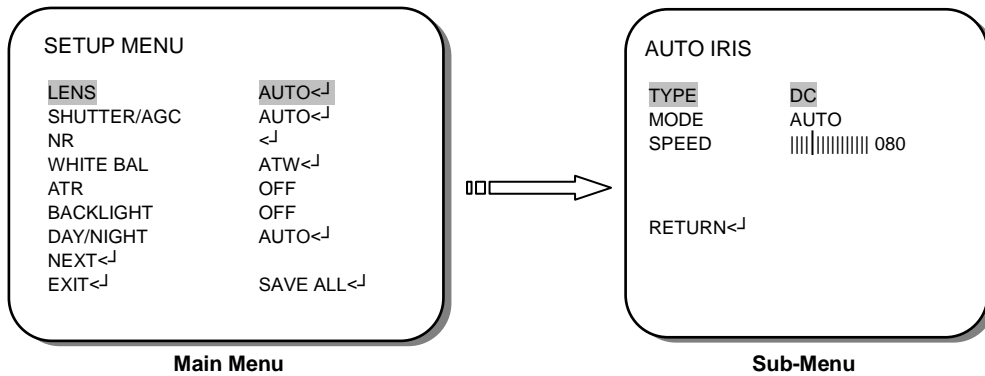 SETUP MENU
LENS AUTO<┘
SHUTTER/AGC AUTO<┘
NR <┘
WHITE BAL ATW<┘
ATR OFF
BACKLIGHT OFF
DAY/NIGHT AUTO<┘
NEXT<┘
EXIT<┘ SAVE ALL<┘
Main Menu
AUTO IRIS
TYPE DC
MODE AUTO
SPEED ||||||||||||||| 080
RETURN<┘
Sub-Menu